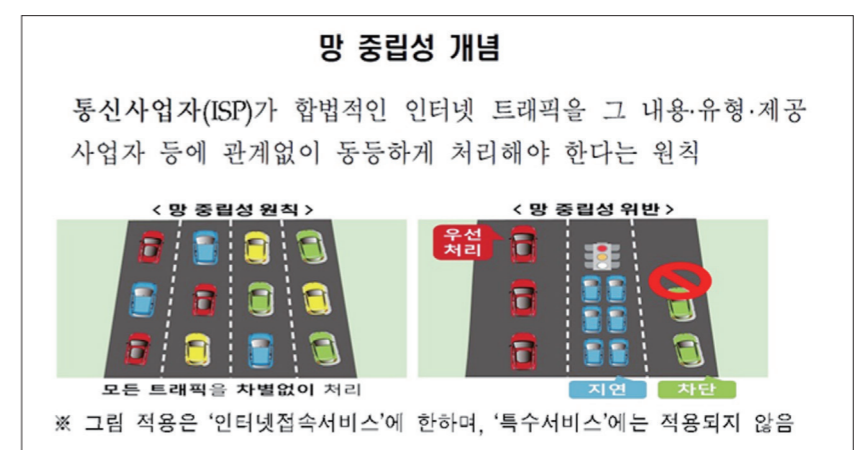 망 중립성 개념
통신사업자(ISP)가 합법적인 인터넷 트래픽을 그 내용·유형·제공
사업자 등에 관계없이 동등하게 처리해야 한다는 원칙
< 망 중립성 원칙 >
< 망 중립성 위반 >
우선
처리
지연
차단
모든 트래픽을 차별없이 처리
※ 그림 적용은 '인터넷접속서비스'에 한하며, '특수서비스'에는 적용되지 않음